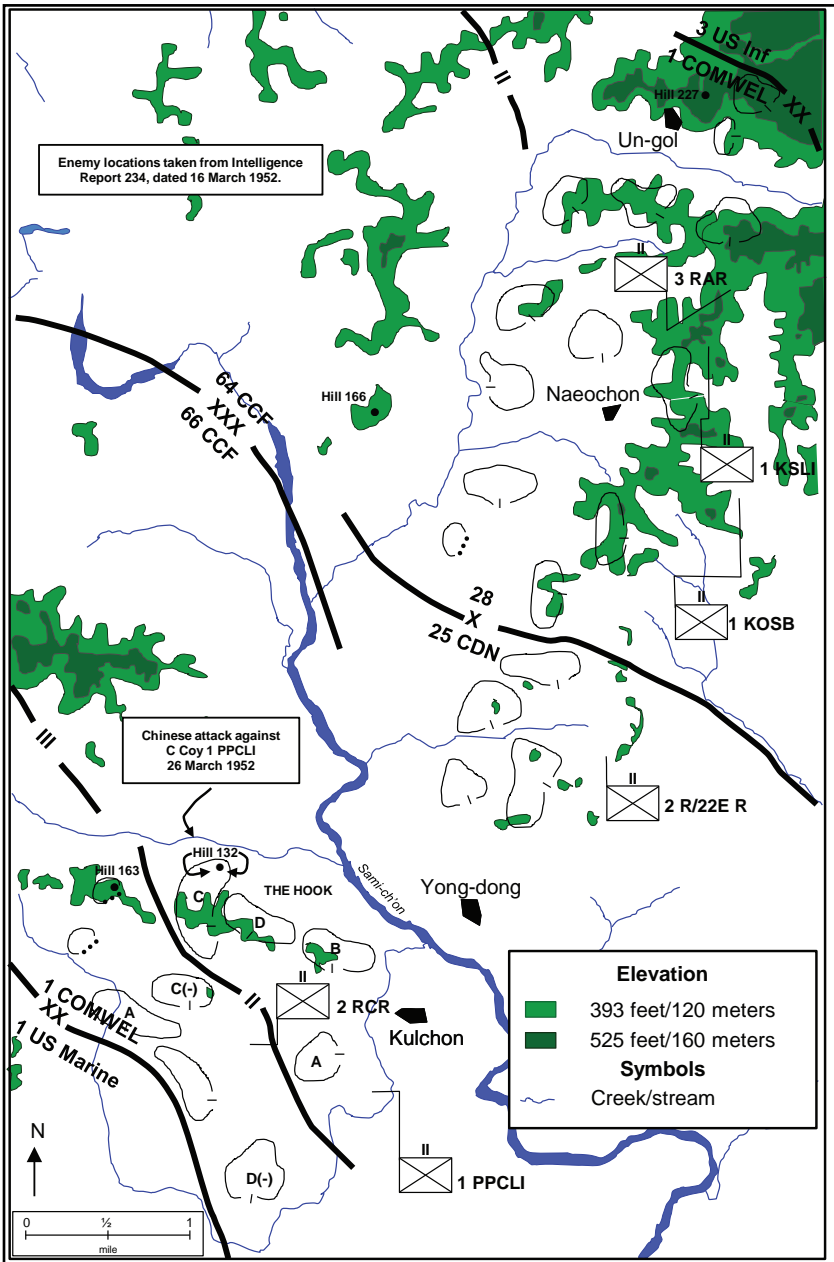 3 US Inf
1 COMWEL
XX
II
Hill 227
Un-gol
Enemy locations taken from Intelligence
Report 234, dated 16 March 1952.
II
3 RAR
64 CCF
XXX
66 CCF
Hill 166
Naeochon
II
1 KSLI
28
X
25 CDN
II
1 KOSB
III
Chinese attack against
C Coy 1 PPCLI
26 March 1952
II
2 R/22E R
Hill 132
Hill 163
THE HOOK
C
D
B
Sami-ch'on
Yong-dong
C(-)
II
II
2 RCR
Kulchon
1 COMWEL
XX
1 US Marine
A
A
D(-)
II
1 PPCLI
Elevation
393 feet/120 meters
525 feet/160 meters
Symbols
Creek/stream
N
0 ½ 1
mile